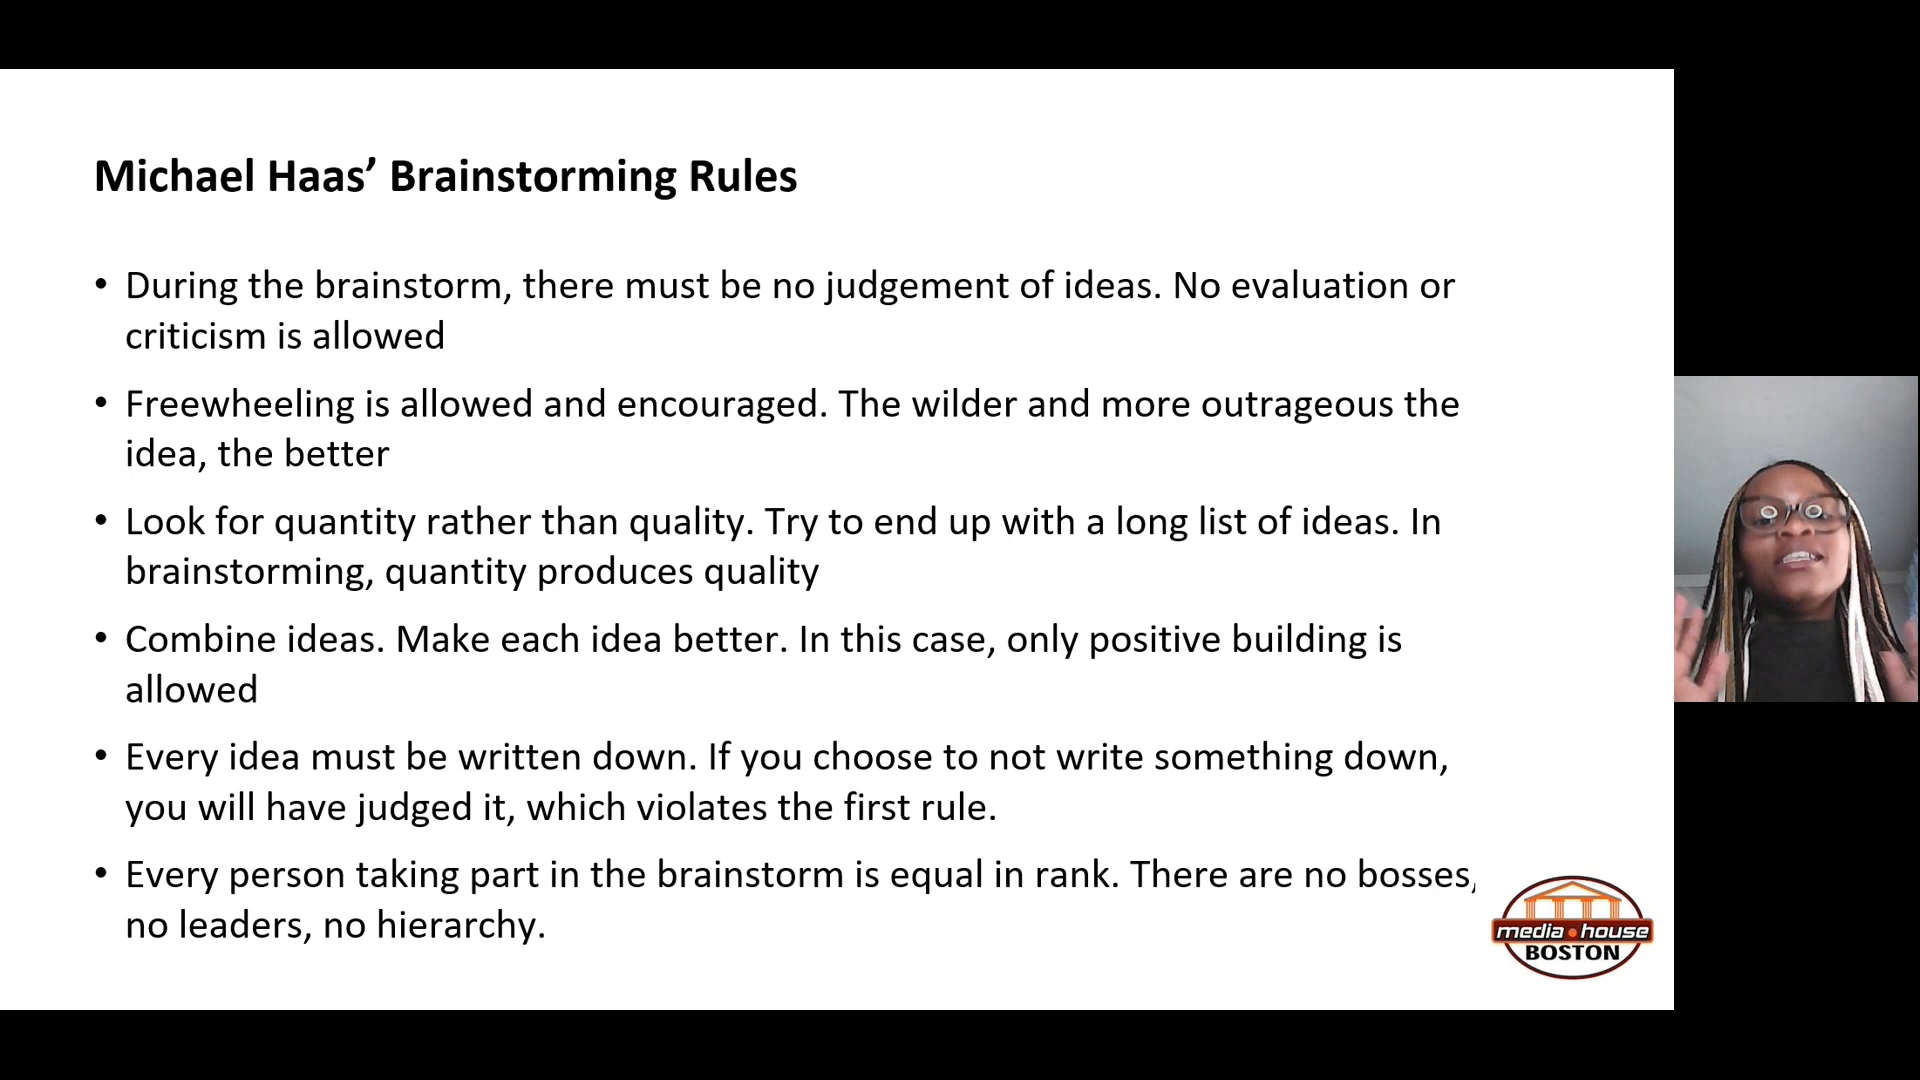 Michael Haas’ Brainstorming Rules
• During the brainstorm, there must be no judgement of ideas. No evaluation or
criticism is allowed
• Freewheeling is allowed and encouraged. The wilder and more outrageous the
idea, the better
• Look for quantity rather than quality. Try to end up with a long list of ideas. In
brainstorming, quantity produces quality
• Combine ideas. Make each idea better. In this case, only positive building is
allowed
• Every idea must be written down. If you choose to not write something down,
you will have judged it, which violates the first rule.
• Every person taking part in the brainstorm is equal in rank. There are no bosses,
no leaders, no hierarchy.
media • house
BOSTON